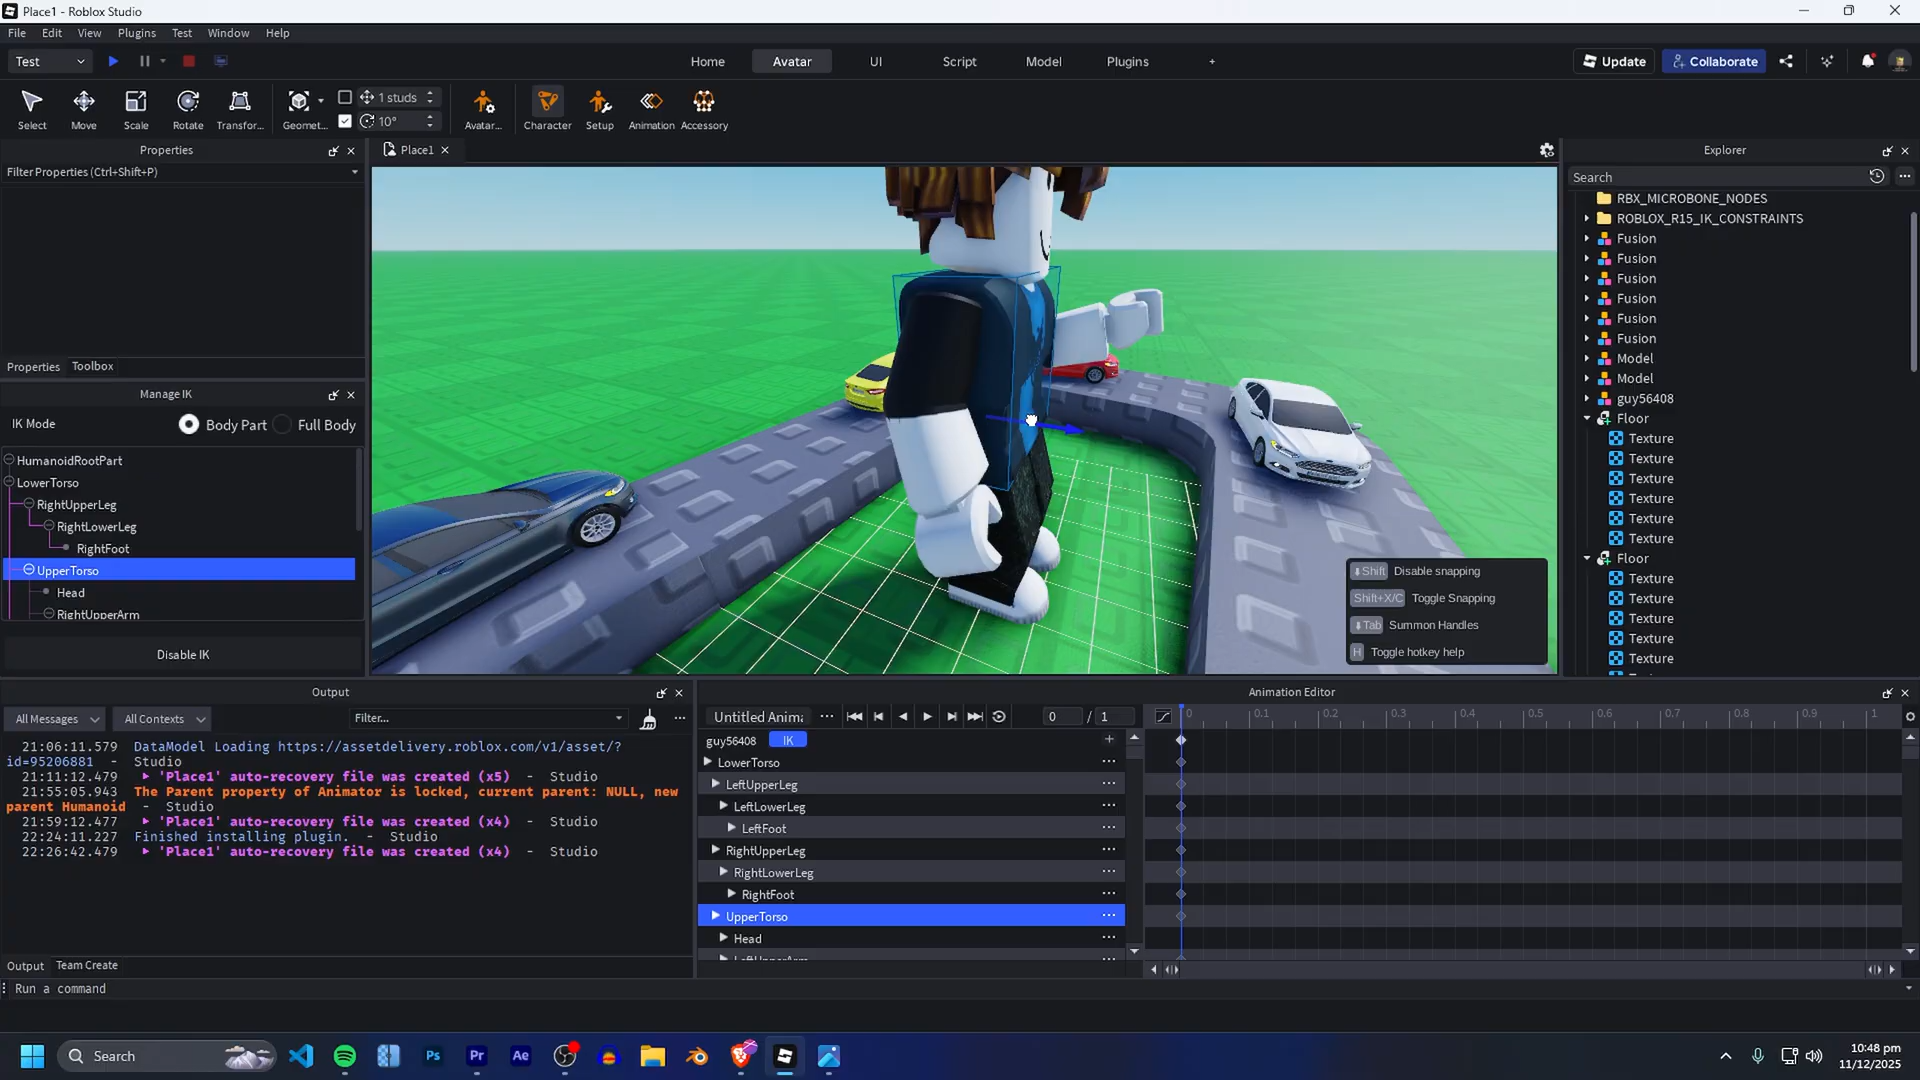 Place1 - Roblox Studio
File Edit View Plugins Test Window Help
Test
Home Avatar UI Script Model Plugins +
Update Collaborate
1 studs
10°
Select Move Scale Rotate Transfor... Geomet... Avatar... Character Setup Animation Accessory
Properties
Filter Properties (Ctrl+Shift+P)
Properties Toolbox
Manage IK
IK Mode Body Part Full Body
HumanoidRootPart
LowerTorso
RightUpperLeg
RightLowerLeg
RightFoot
UpperTorso
Head
RightUpperArm
Disable IK
Place1
Shift Disable snapping
Shift+X/C Toggle Snapping
Tab Summon Handles
H Toggle hotkey help
Explorer
Search
RBX_MICROBONE_NODES
ROBLOX_R15_IK_CONSTRAINTS
Fusion
Fusion
Fusion
Fusion
Fusion
Fusion
Model
Model
guy56408
Floor
Texture
Texture
Texture
Texture
Texture
Texture
Floor
Texture
Texture
Texture
Texture
Texture
Output
All Messages All Contexts Filter...
21:06:11.579 DataModel Loading https://assetdelivery.roblox.com/v1/asset/?
id=95206881 - Studio
21:11:12.479 'Place1' auto-recovery file was created (x5) - Studio
21:55:05.943 The Parent property of Animator is locked, current parent: NULL, new
parent Humanoid - Studio
21:59:12.477 'Place1' auto-recovery file was created (x4) - Studio
22:24:11.227 Finished installing plugin. - Studio
22:26:42.479 'Place1' auto-recovery file was created (x4) - Studio
Output Team Create
Run a command
Animation Editor
Untitled Anima ... 0 / 1
0 0.1 0.2 0.3 0.4 0.5 0.6 0.7 0.8 0.9 1
guy56408 IK +
LowerTorso
LeftUpperLeg
LeftLowerLeg
LeftFoot
RightUpperLeg
RightLowerLeg
RightFoot
UpperTorso
Head
LeftUpperArm
Search
Ps Pr Ae
10:48 pm
11/12/2025